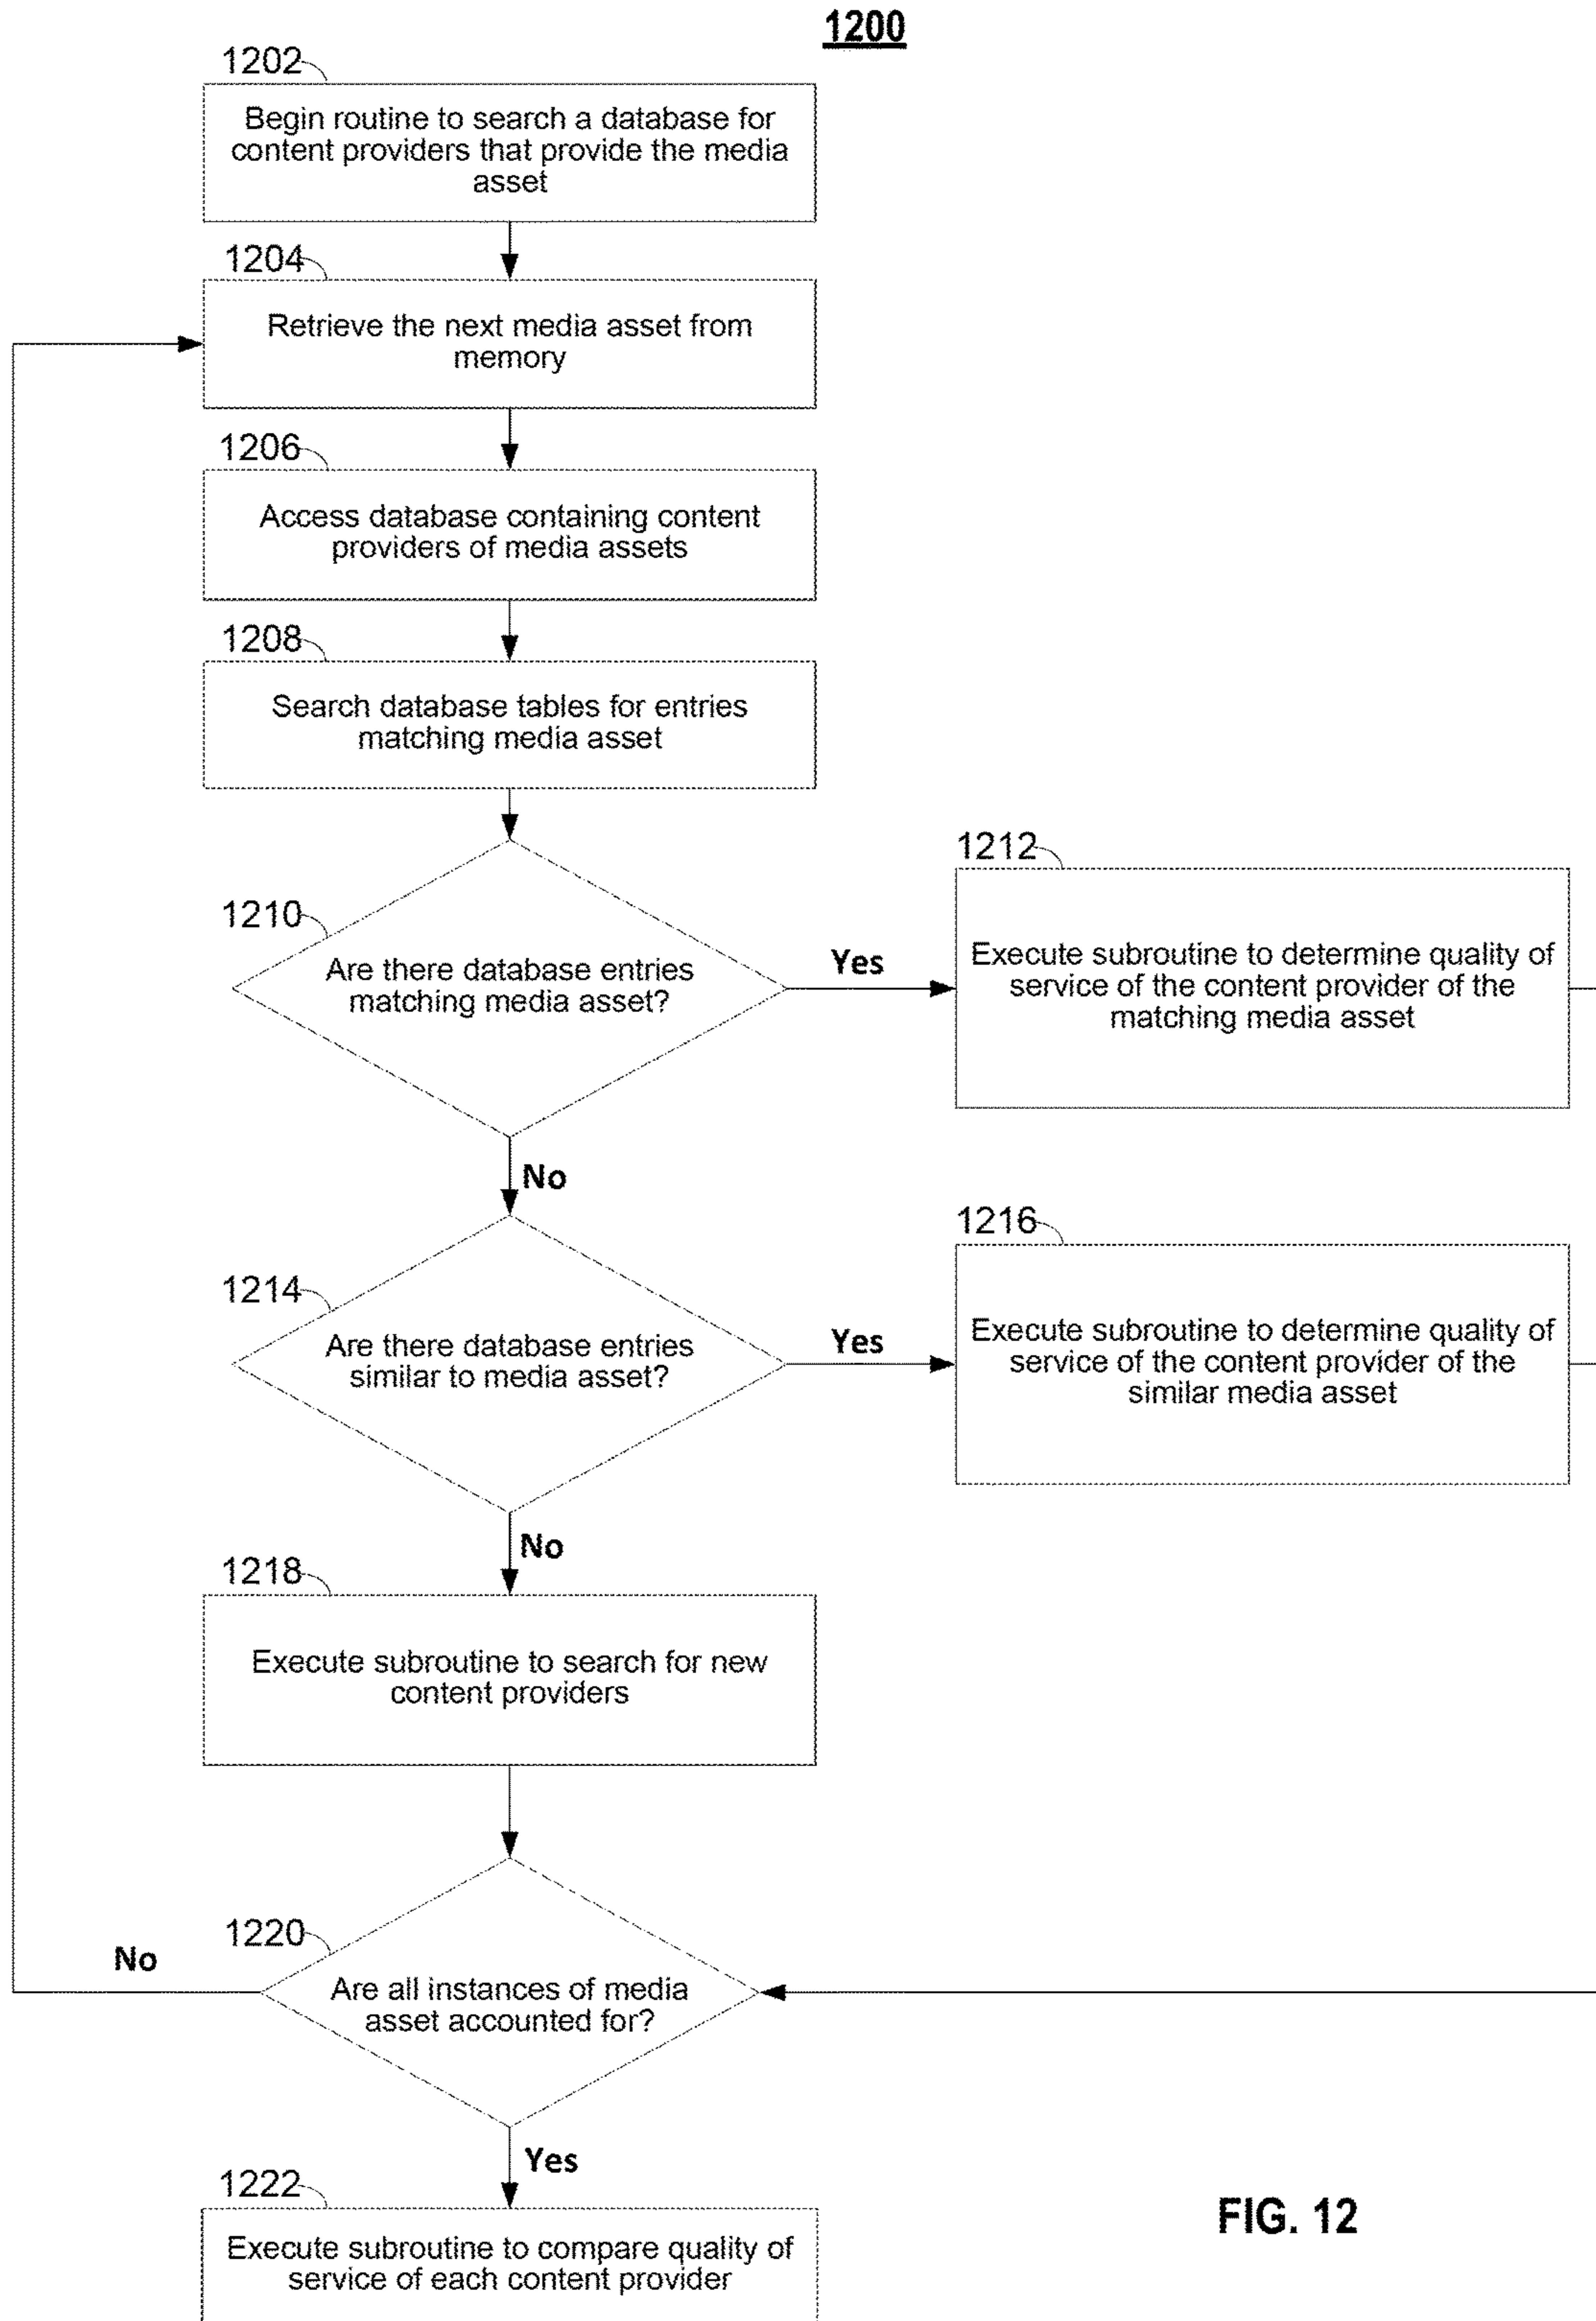 1200
1202
Begin routine to search a database for
content providers that provide the media
asset
1204
Retrieve the next media asset from
memory
1206
Access database containing content
providers of media assets
1208
Search database tables for entries
matching media asset
1210
Are there database entries
matching media asset?
Yes
1212
Execute subroutine to determine quality of
service of the content provider of the
matching media asset
No
1214
Are there database entries
similar to media asset?
Yes
1216
Execute subroutine to determine quality of
service of the content provider of the
similar media asset
No
1218
Execute subroutine to search for new
content providers
1220
Are all instances of media
asset accounted for?
No
Yes
1222
Execute subroutine to compare quality of
service of each content provider
FIG. 12